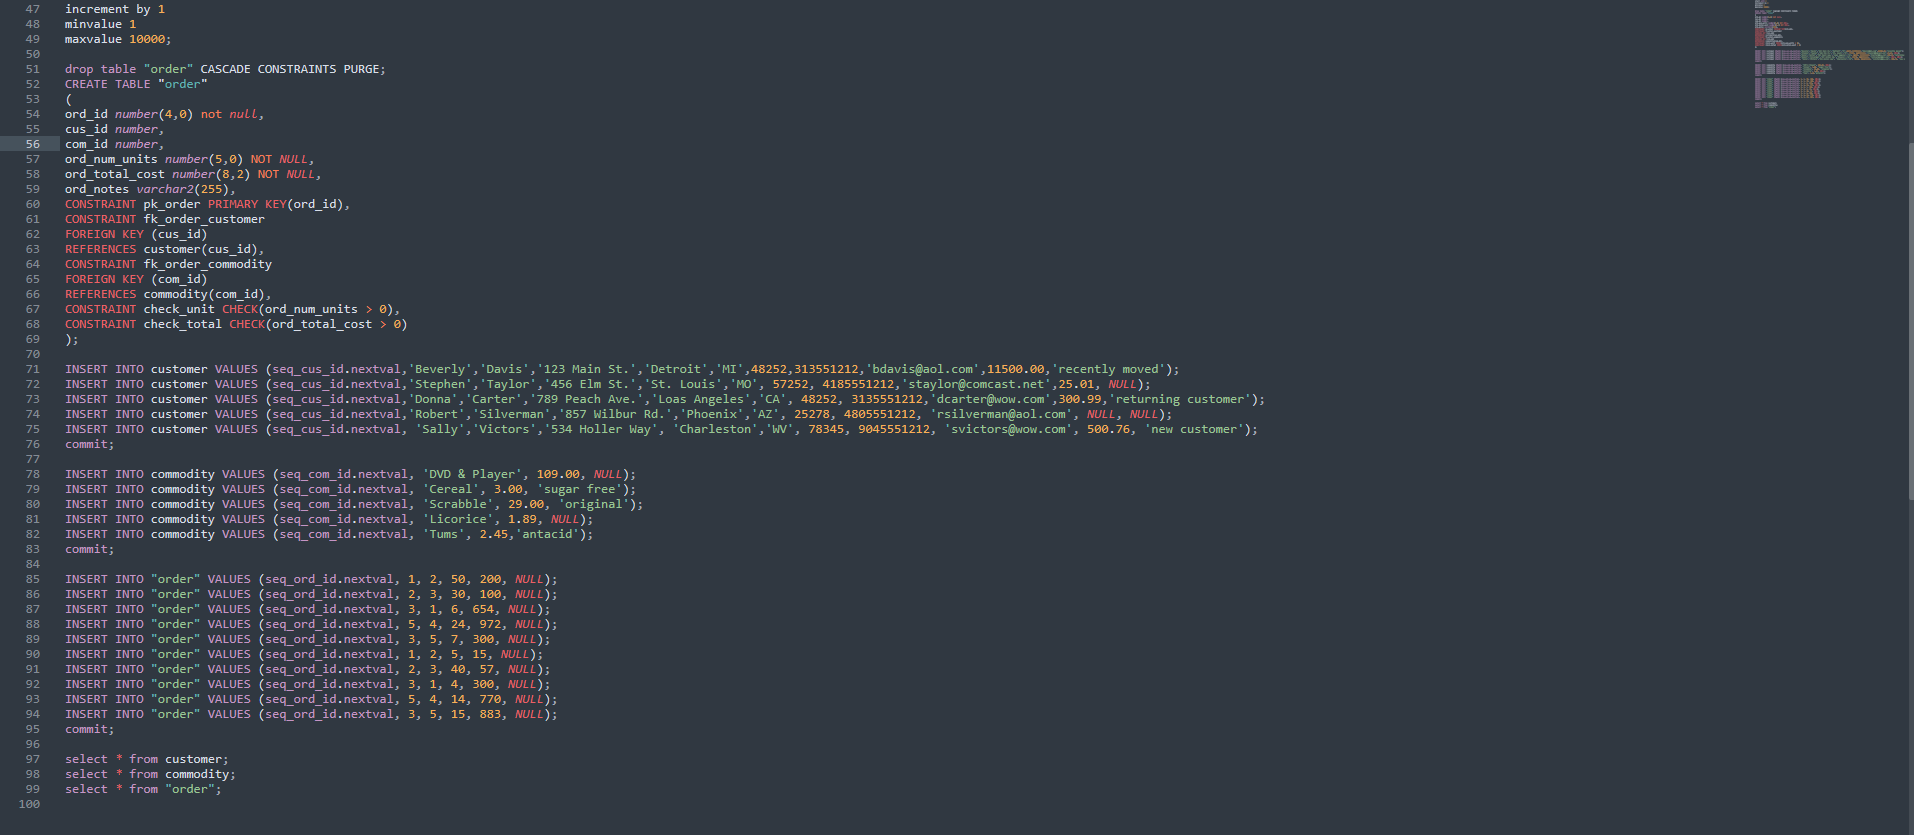 47 increment by 1
48 minvalue 1
49 maxvalue 10000;
50
51 drop table "order" CASCADE CONSTRAINTS PURGE;
52 CREATE TABLE "order"
53 (
54 ord_id number(4,0) not null,
55 cus_id number,
56 com_id number,
57 ord_num_units number(5,0) NOT NULL,
58 ord_total_cost number(8,2) NOT NULL,
59 ord_notes varchar2(255),
60 CONSTRAINT pk_order PRIMARY KEY(ord_id),
61 CONSTRAINT fk_order_customer
62 FOREIGN KEY (cus_id)
63 REFERENCES customer(cus_id),
64 CONSTRAINT fk_order_commodity
65 FOREIGN KEY (com_id)
66 REFERENCES commodity(com_id),
67 CONSTRAINT check_unit CHECK(ord_num_units > 0),
68 CONSTRAINT check_total CHECK(ord_total_cost > 0)
69 );
70
71 INSERT INTO customer VALUES (seq_cus_id.nextval,'Beverly','Davis','123 Main St.','Detroit','MI',48252,313551212,'bdavis@aol.com',11500.00,'recently moved');
72 INSERT INTO customer VALUES (seq_cus_id.nextval,'Stephen','Taylor','456 Elm St.','St. Louis','MO', 57252, 4185551212,'staylor@comcast.net',25.01, NULL);
73 INSERT INTO customer VALUES (seq_cus_id.nextval,'Donna','Carter','789 Peach Ave.','Loas Angeles','CA', 48252, 3135551212,'dcarter@wow.com',300.99,'returning customer');
74 INSERT INTO customer VALUES (seq_cus_id.nextval,'Robert','Silverman','857 Wilbur Rd.','Phoenix','AZ', 25278, 4805551212, 'rsilverman@aol.com', NULL, NULL);
75 INSERT INTO customer VALUES (seq_cus_id.nextval, 'Sally','Victors','534 Holler Way', 'Charleston','WV', 78345, 9045551212, 'svictors@wow.com', 500.76, 'new customer');
76 commit;
77
78 INSERT INTO commodity VALUES (seq_com_id.nextval, 'DVD & Player', 109.00, NULL);
79 INSERT INTO commodity VALUES (seq_com_id.nextval, 'Cereal', 3.00, 'sugar free');
80 INSERT INTO commodity VALUES (seq_com_id.nextval, 'Scrabble', 29.00, 'original');
81 INSERT INTO commodity VALUES (seq_com_id.nextval, 'Licorice', 1.89, NULL);
82 INSERT INTO commodity VALUES (seq_com_id.nextval, 'Tums', 2.45,'antacid');
83 commit;
84
85 INSERT INTO "order" VALUES (seq_ord_id.nextval, 1, 2, 50, 200, NULL);
86 INSERT INTO "order" VALUES (seq_ord_id.nextval, 2, 3, 30, 100, NULL);
87 INSERT INTO "order" VALUES (seq_ord_id.nextval, 3, 1, 6, 654, NULL);
88 INSERT INTO "order" VALUES (seq_ord_id.nextval, 5, 4, 24, 972, NULL);
89 INSERT INTO "order" VALUES (seq_ord_id.nextval, 3, 5, 7, 300, NULL);
90 INSERT INTO "order" VALUES (seq_ord_id.nextval, 1, 2, 5, 15, NULL);
91 INSERT INTO "order" VALUES (seq_ord_id.nextval, 2, 3, 40, 57, NULL);
92 INSERT INTO "order" VALUES (seq_ord_id.nextval, 3, 1, 4, 300, NULL);
93 INSERT INTO "order" VALUES (seq_ord_id.nextval, 5, 4, 14, 770, NULL);
94 INSERT INTO "order" VALUES (seq_ord_id.nextval, 3, 5, 15, 883, NULL);
95 commit;
96
97 select * from customer;
98 select * from commodity;
99 select * from "order";
100